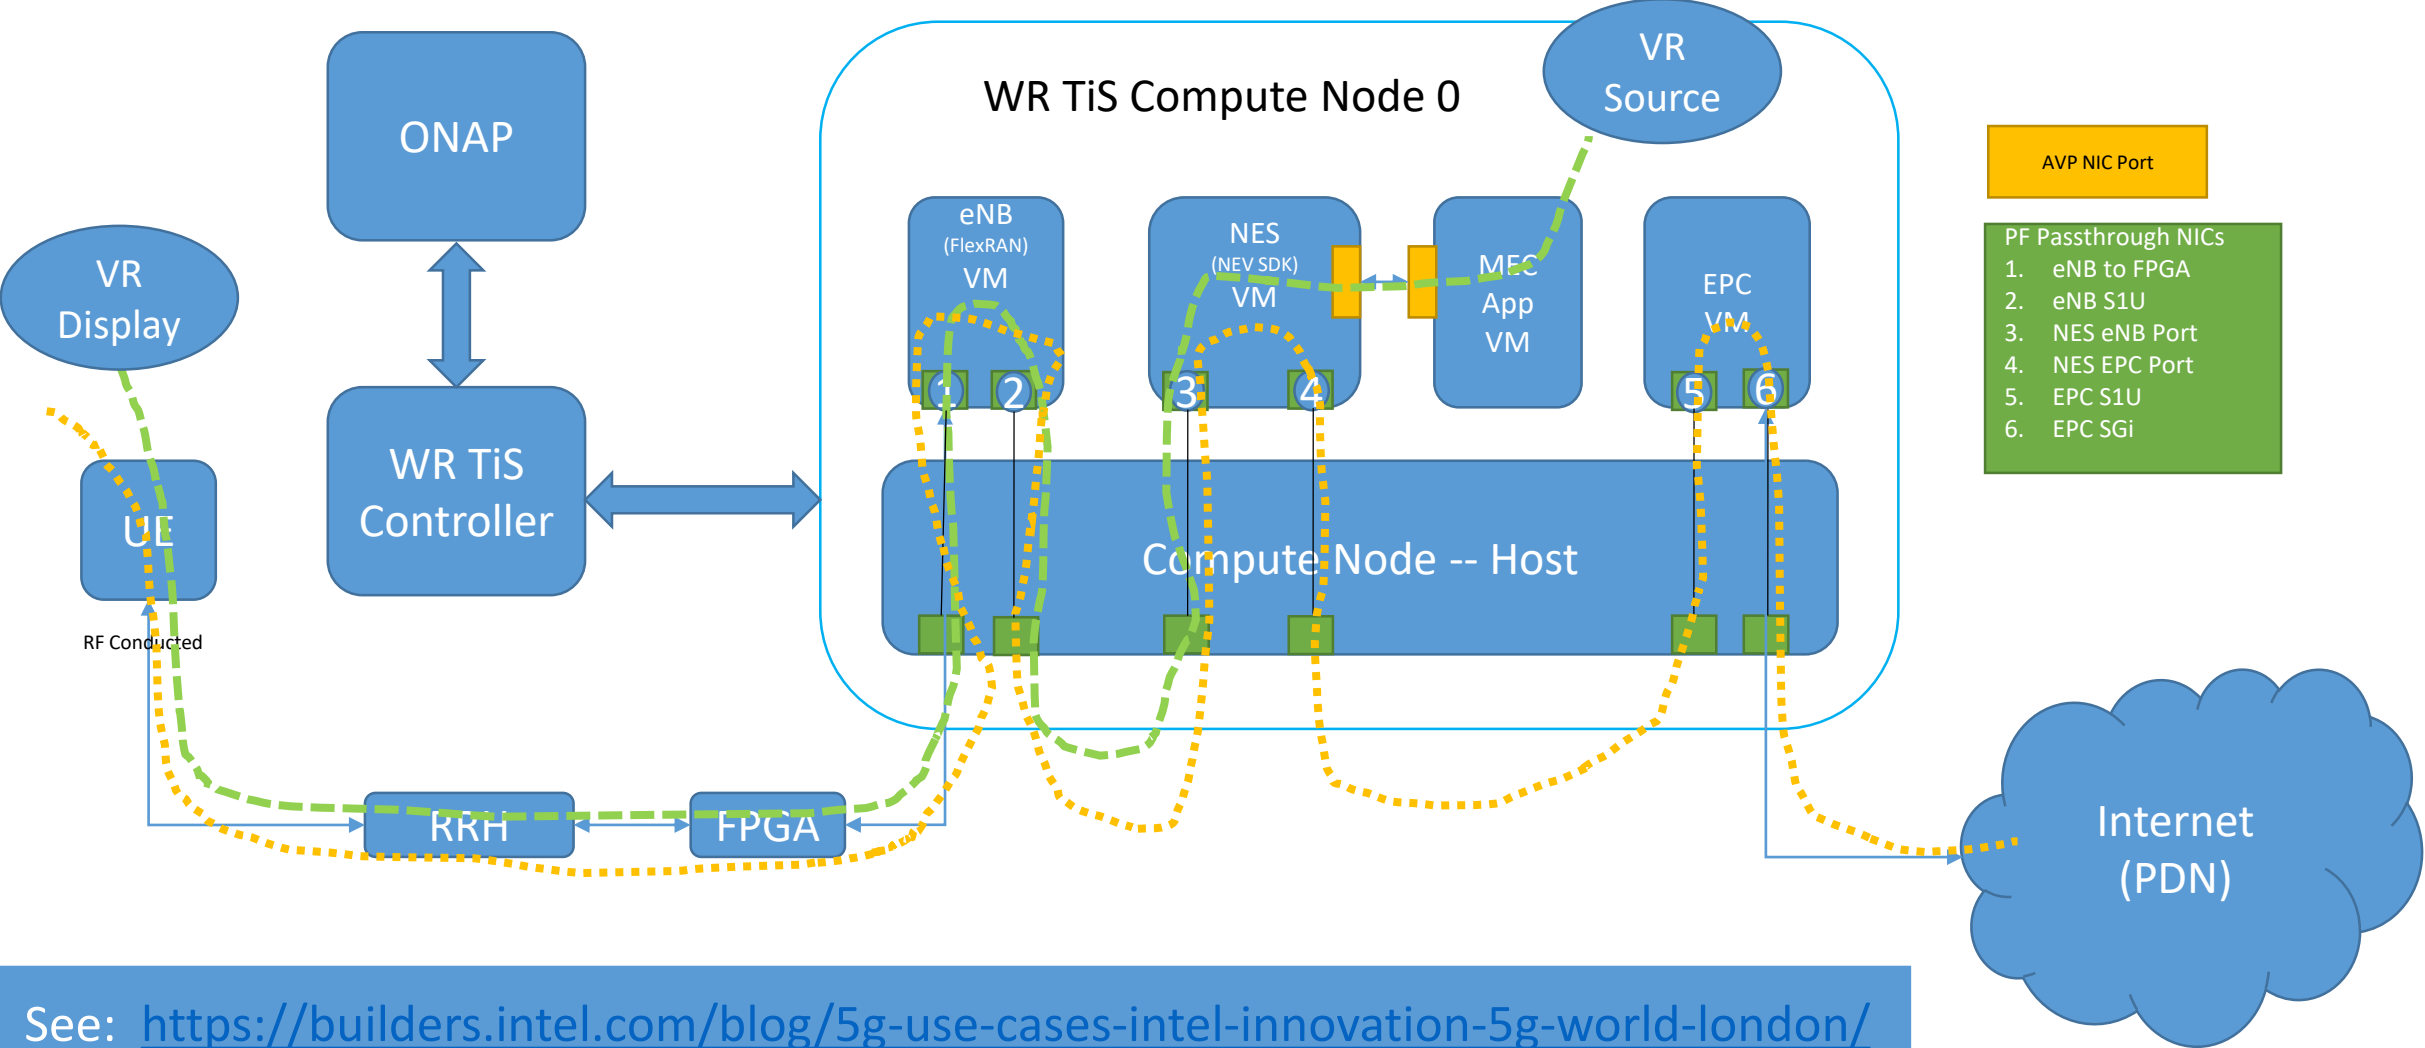 VR
Source
WR TiS Compute Node 0
ONAP
AVP NIC Port
eNB
(FlexRAN)
VM
NES
(NEV SDK)
VM
MEC
App
VM
EPC
VM
PF Passthrough NICs
1. eNB to FPGA
2. eNB S1U
3. NES eNB Port
4. NES EPC Port
5. EPC S1U
6. EPC SGi
VR
Display
1
2
3
4
5
6
WR TiS
Controller
UE
Compute Node -- Host
RF Conducted
RRH
FPGA
Internet
(PDN)
See: https://builders.intel.com/blog/5g-use-cases-intel-innovation-5g-world-london/